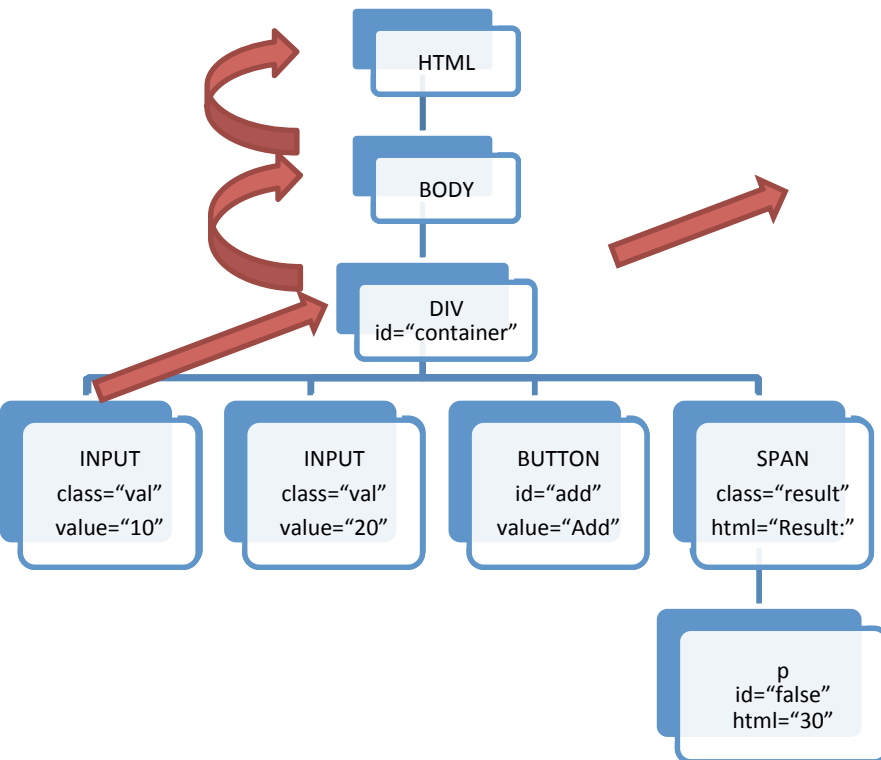 HTML
BODY
DIV
id=“container”
INPUT
class=“val”
value=“10”
INPUT
class=“val”
value=“20”
BUTTON
id=“add”
value=“Add”
SPAN
class=“result”
html=“Result:”
p
id=“false”
html=“30”